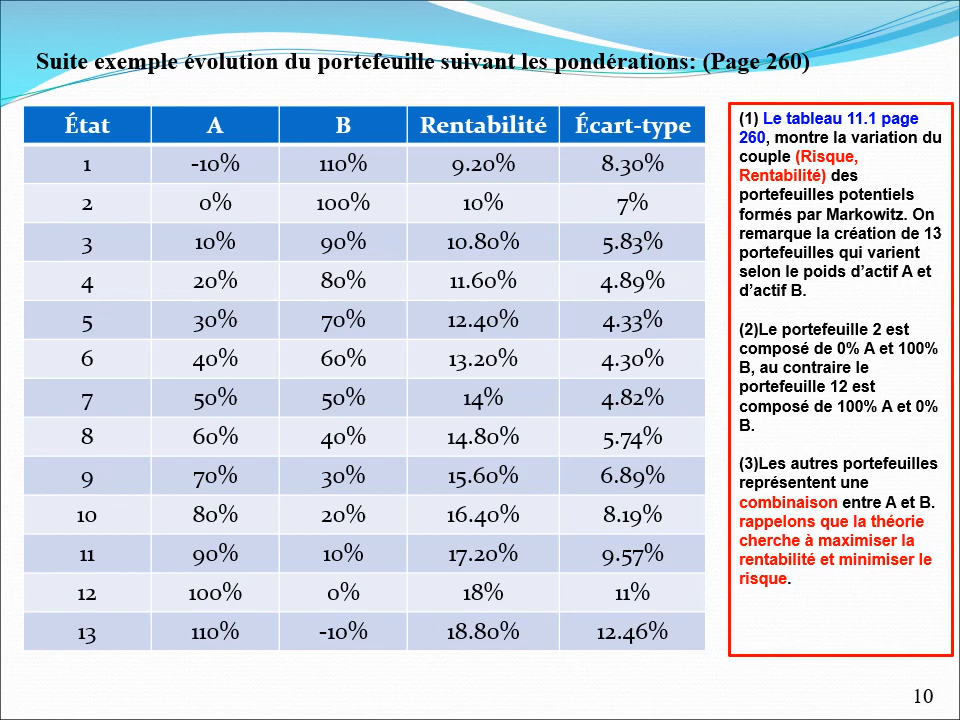 Suite exemple évolution du portefeuille suivant les pondérations: (Page 260)
État A B Rentabilité Écart-type
1 -10% 110% 9.20% 8.30%
2 0% 100% 10% 7%
3 10% 90% 10.80% 5.83%
4 20% 80% 11.60% 4.89%
5 30% 70% 12.40% 4.33%
6 40% 60% 13.20% 4.30%
7 50% 50% 14% 4.82%
8 60% 40% 14.80% 5.74%
9 70% 30% 15.60% 6.89%
10 80% 20% 16.40% 8.19%
11 90% 10% 17.20% 9.57%
12 100% 0% 18% 11%
13 110% -10% 18.80% 12.46%
(1) Le tableau 11.1 page
260, montre la variation du
couple (Risque,
Rentabilité) des
portefeuilles potentiels
formés par Markowitz. On
remarque la création de 13
portefeuilles qui varient
selon le poids d’actif A et
d’actif B.
(2)Le portefeuille 2 est
composé de 0% A et 100%
B, au contraire le
portefeuille 12 est
composé de 100% A et 0%
B.
(3)Les autres portefeuilles
représentent une
combinaison entre A et B.
rappelons que la théorie
cherche à maximiser la
rentabilité et minimiser le
risque.
10